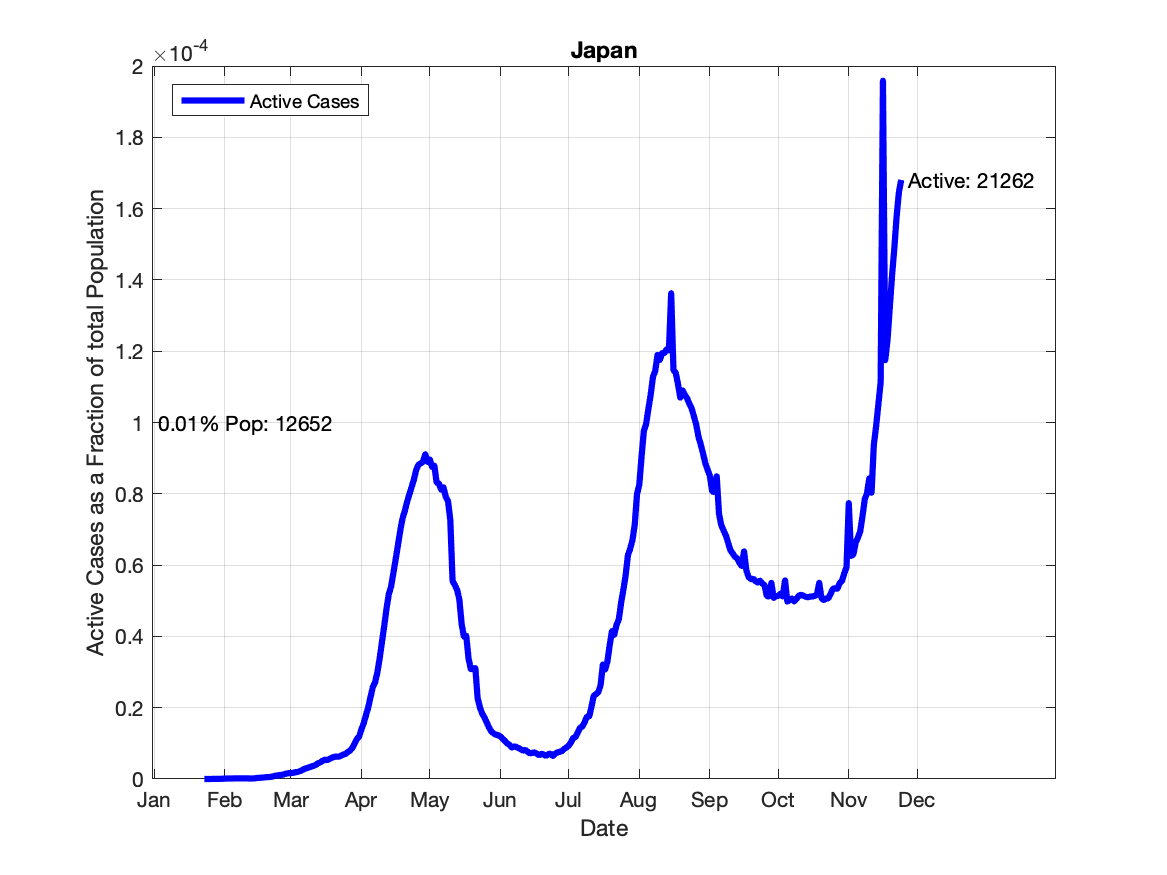 Japan
×10-4
2
1.8
1.6
1.4
1.2
1
0.8
0.6
0.4
0.2
0
Active Cases
Active: 21262
0.01% Pop: 12652
Active Cases as a Fraction of total Population
Jan Feb Mar Apr May Jun Jul Aug Sep Oct Nov Dec
Date